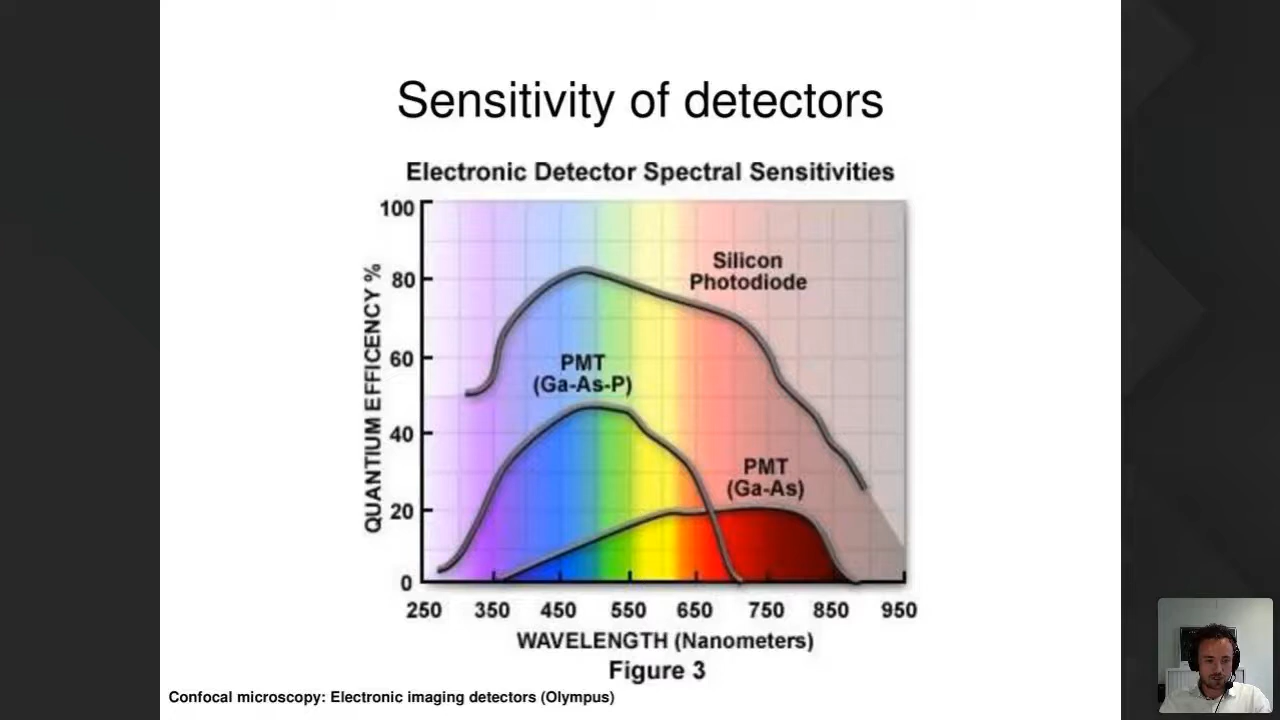 Sensitivity of detectors
Electronic Detector Spectral Sensitivities
100
80
60
40
20
0
QUANTIUM EFFICENCY %
Silicon
Photodiode
PMT
(Ga-As-P)
PMT
(Ga-As)
250 350 450 550 650 750 850 950
WAVELENGTH (Nanometers)
Figure 3
Confocal microscopy: Electronic imaging detectors (Olympus)